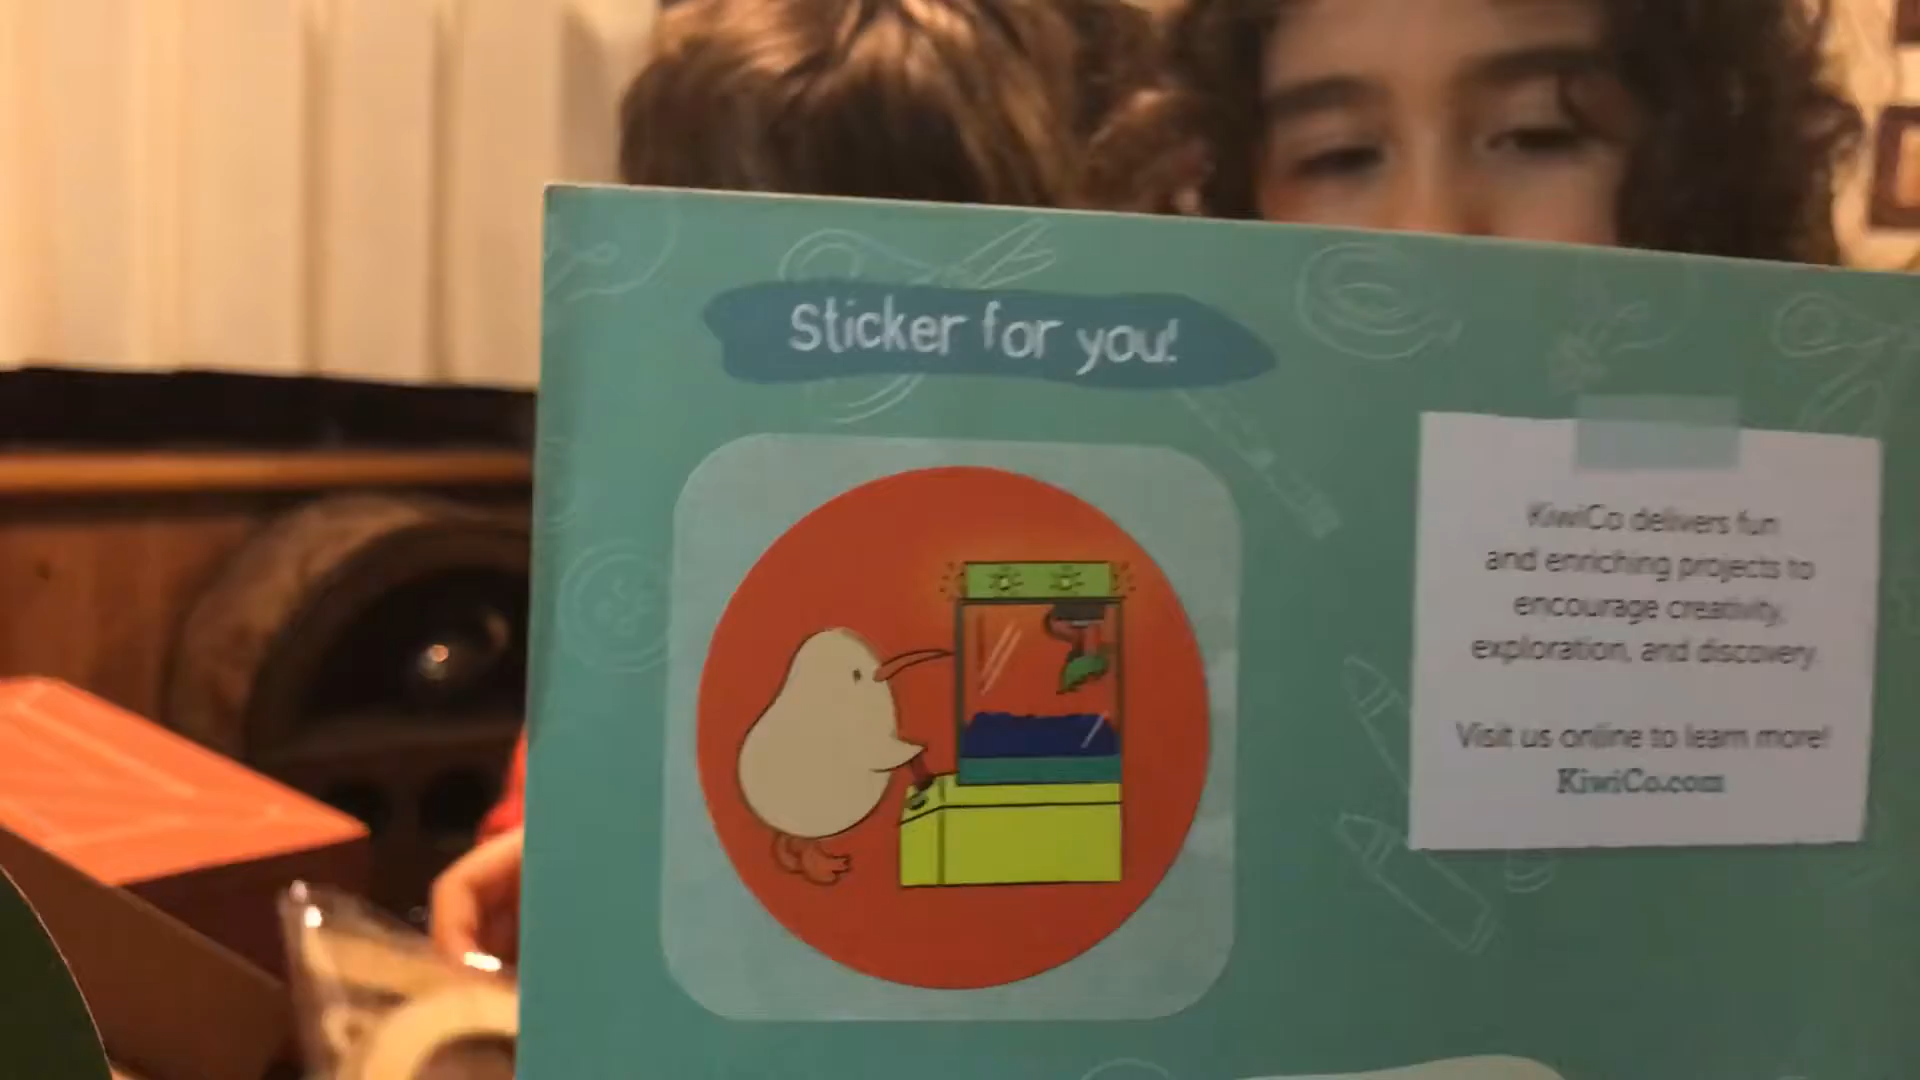 Sticker for you!
KiwiCo delivers fun
and enriching projects to
encourage creativity,
exploration, and discovery.
Visit us online to learn more!
KiwiCo.com